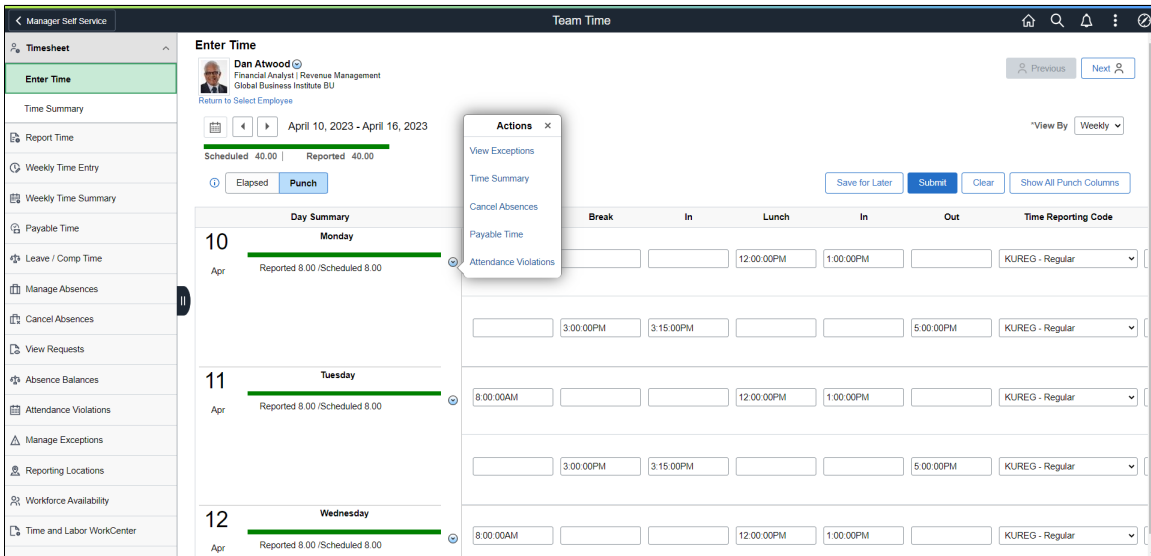 Manager Self Service
Team Time
Timesheet
Enter Time
Time Summary
Report Time
Weekly Time Entry
Weekly Time Summary
Payable Time
Leave / Comp Time
Manage Absences
Cancel Absences
View Requests
Absence Balances
Attendance Violations
Manage Exceptions
Reporting Locations
Workforce Availability
Time and Labor WorkCenter
Enter Time
Dan Atwood
Financial Analyst | Revenue Management
Global Business Institute BU
Return to Select Employee
Previous
Next
April 10, 2023 - April 16, 2023
*View By Weekly
Scheduled 40.00 | Reported 40.00
Elapsed Punch
Save for Later Submit Clear Show All Punch Columns
Actions ×
View Exceptions
Time Summary
Cancel Absences
Payable Time
Attendance Violations
Day Summary Break In Lunch In Out Time Reporting Code
10 Monday
Apr Reported 8.00 /Scheduled 8.00
12:00:00PM 1:00:00PM KUREG - Regular
3:00:00PM 3:15:00PM 5:00:00PM KUREG - Regular
11 Tuesday
Apr Reported 8.00 /Scheduled 8.00
8:00:00AM 12:00:00PM 1:00:00PM KUREG - Regular
3:00:00PM 3:15:00PM 5:00:00PM KUREG - Regular
12 Wednesday
Apr Reported 8.00 /Scheduled 8.00
8:00:00AM 12:00:00PM 1:00:00PM KUREG - Regular